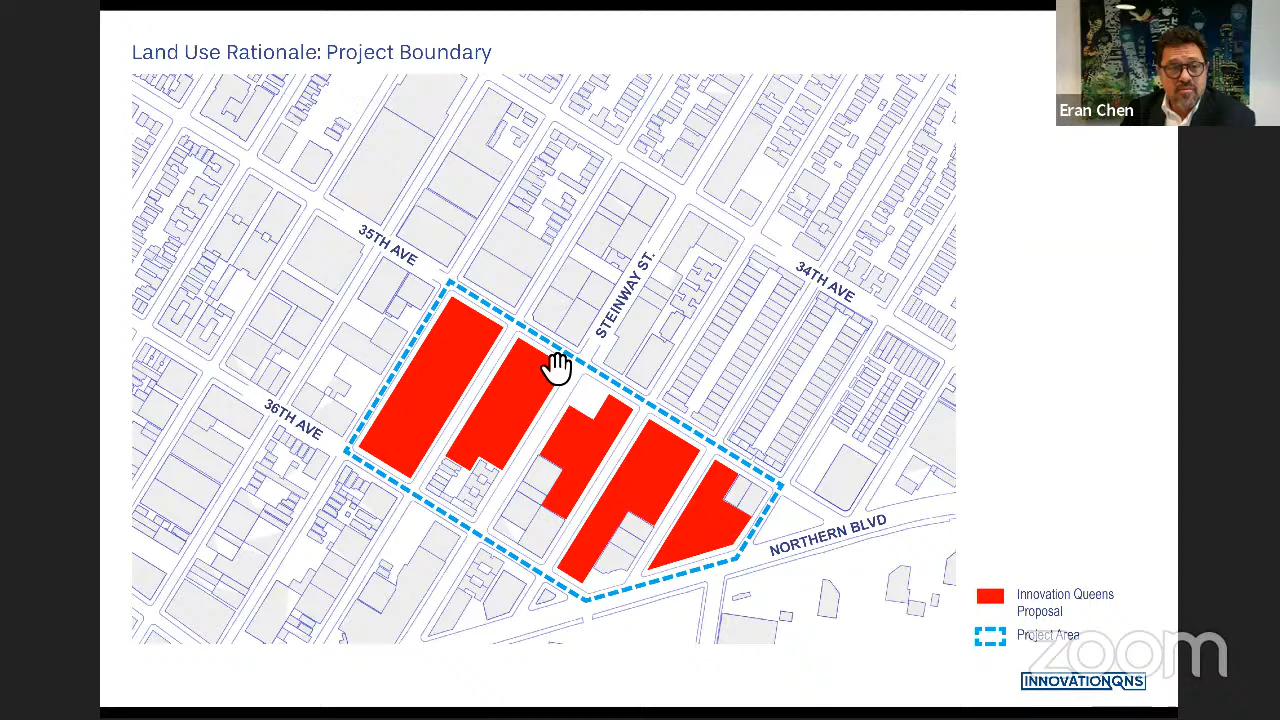 Land Use Rationale: Project Boundary
Eran Chen
35TH AVE
STEINWAY ST.
34TH AVE
36TH AVE
NORTHERN BLVD
Innovation Queens
Proposal
Project Area
zoom
INNOVATIONQNS